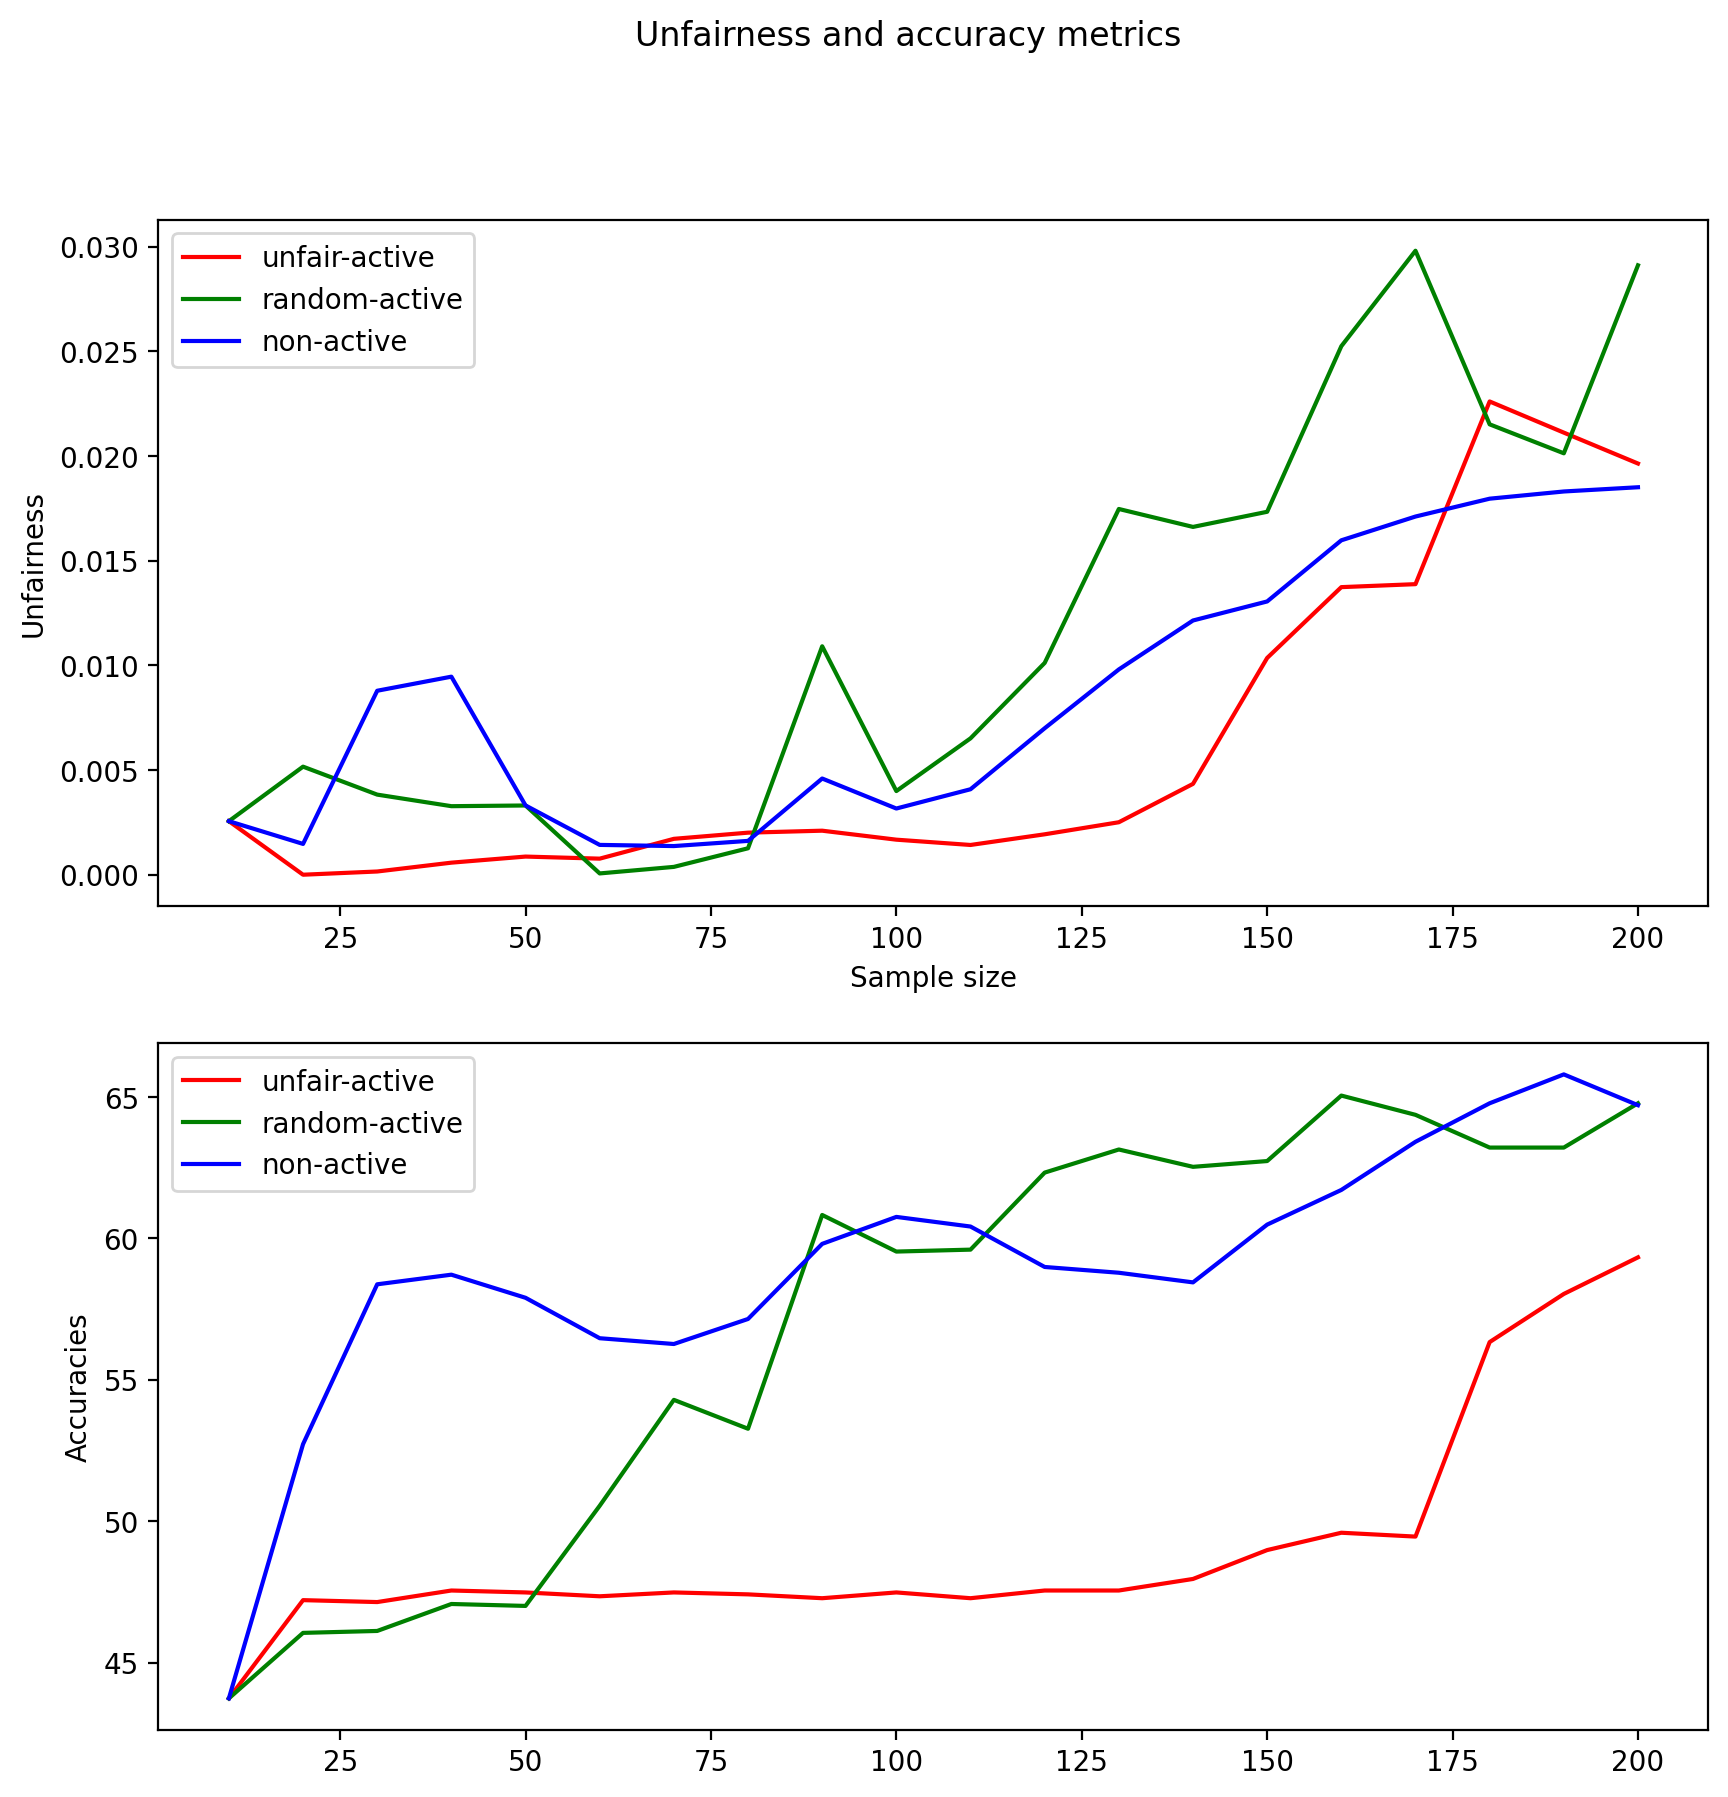 Unfairness and accuracy metrics
unfair-active
random-active
non-active
0.030
0.025
0.020
0.015
0.010
0.005
0.000
Unfairness
25 50 75 100 125 150 175 200
Sample size
unfair-active
random-active
non-active
65
60
55
50
45
Accuracies
25 50 75 100 125 150 175 200